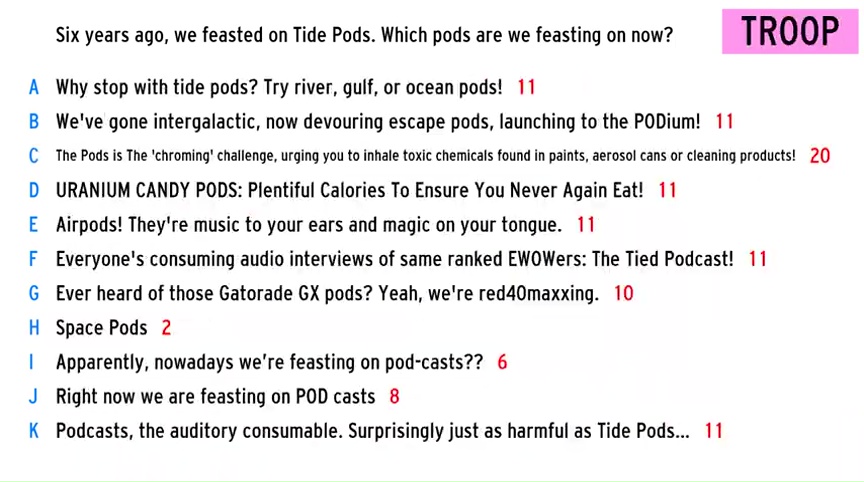 Six years ago, we feasted on Tide Pods. Which pods are we feasting on now?
TROOP
A Why stop with tide pods? Try river, gulf, or ocean pods! 11
B We've gone intergalactic, now devouring escape pods, launching to the PODium! 11
C The Pods is The 'chroming' challenge, urging you to inhale toxic chemicals found in paints, aerosol cans or cleaning products! 20
D URANIUM CANDY PODS: Plentiful Calories To Ensure You Never Again Eat! 11
E Airpods! They're music to your ears and magic on your tongue. 11
F Everyone's consuming audio interviews of same ranked EWOWers: The Tied Podcast! 11
G Ever heard of those Gatorade GX pods? Yeah, we're red40maxxing. 10
H Space Pods 2
I Apparently, nowadays we're feasting on pod-casts?? 6
J Right now we are feasting on POD casts 8
K Podcasts, the auditory consumable. Surprisingly just as harmful as Tide Pods... 11